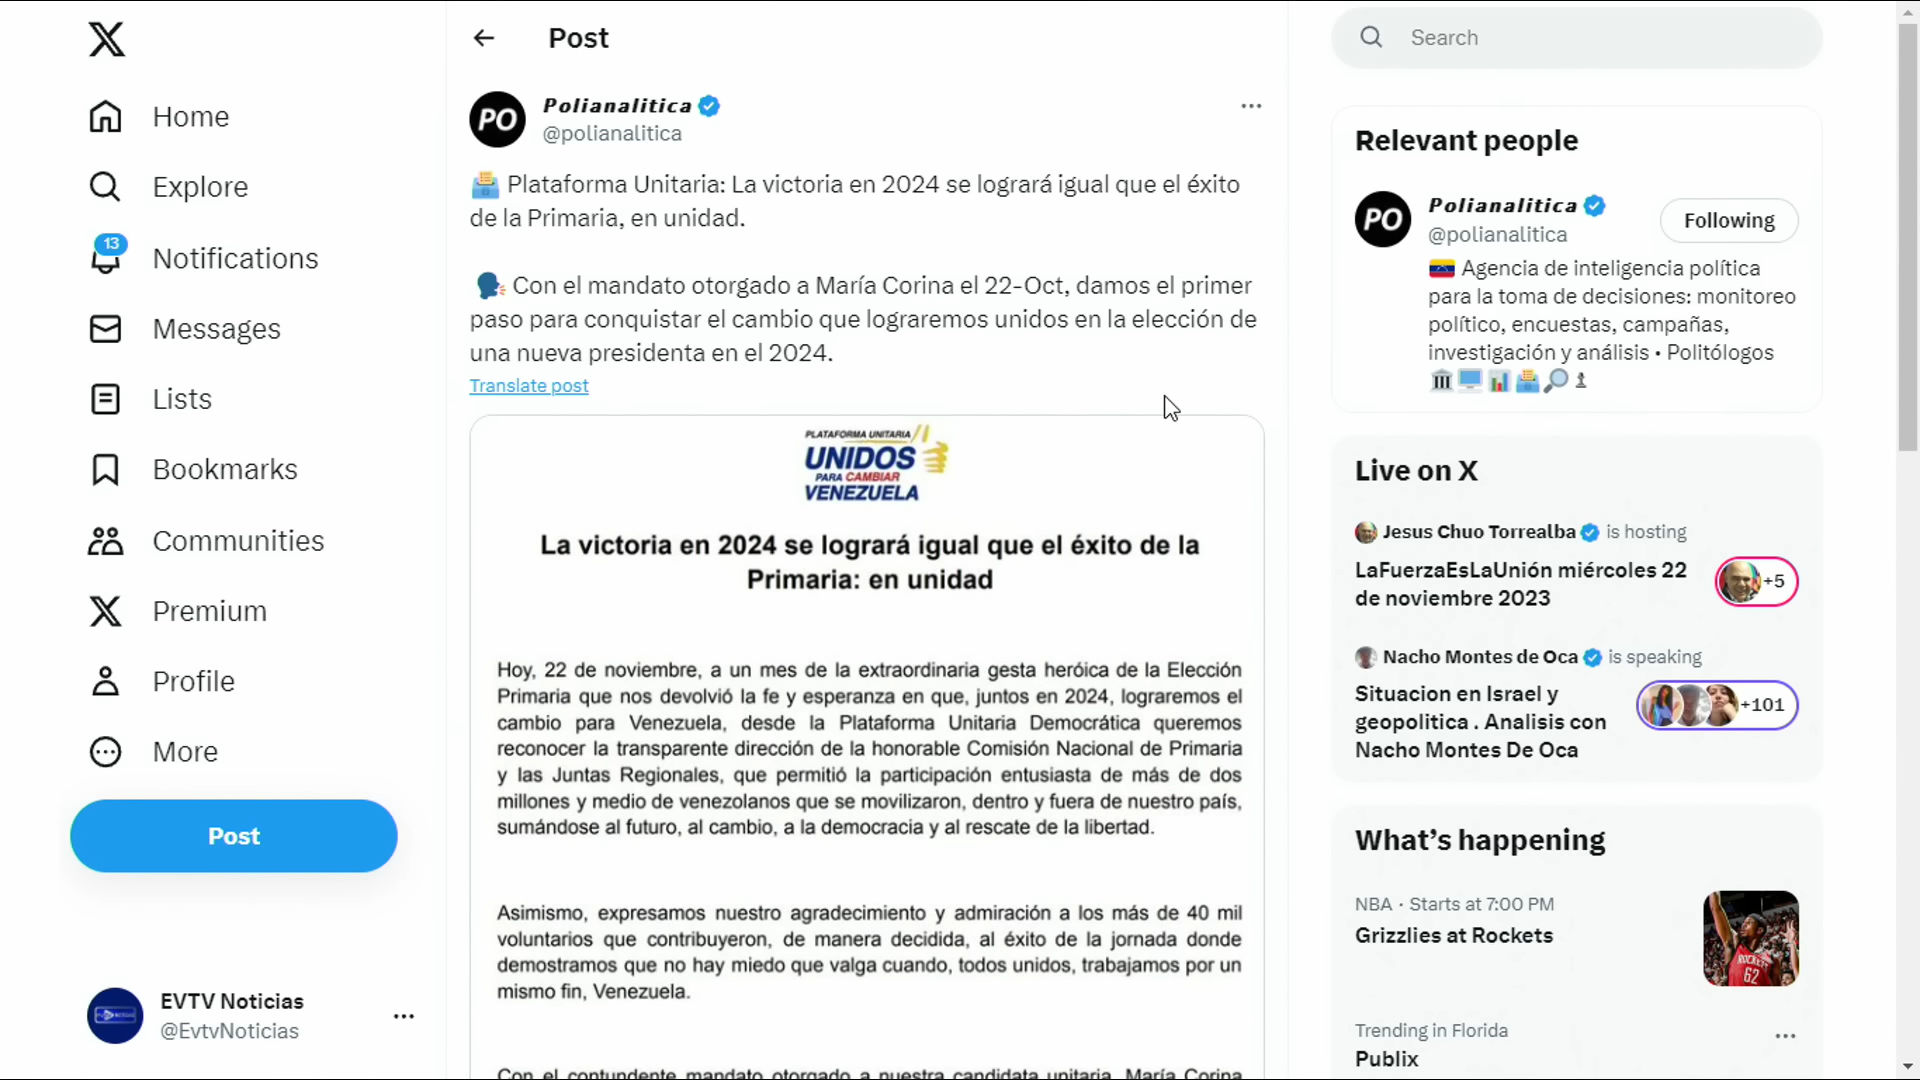 Home
Explore
13
Notifications
Messages
Lists
Bookmarks
Communities
Premium
Profile
More
Post
EVTV Noticias
@EvtvNoticias
Post
PO
Polianalitica
@polianalitica
Plataforma Unitaria: La victoria en 2024 se logrará igual que el éxito
de la Primaria, en unidad.
Con el mandato otorgado a María Corina el 22-Oct, damos el primer
paso para conquistar el cambio que lograremos unidos en la elección de
una nueva presidenta en el 2024.
Translate post
PLATAFORMA UNITARIA
UNIDOS
PARA CAMBIAR
VENEZUELA
La victoria en 2024 se logrará igual que el éxito de la
Primaria: en unidad
Hoy, 22 de noviembre, a un mes de la extraordinaria gesta heróica de la Elección
Primaria que nos devolvió la fe y esperanza en que, juntos en 2024, lograremos el
cambio para Venezuela, desde la Plataforma Unitaria Democrática queremos
reconocer la transparente dirección de la honorable Comisión Nacional de Primaria
y las Juntas Regionales, que permitió la participación entusiasta de más de dos
millones y medio de venezolanos que se movilizaron, dentro y fuera de nuestro país,
sumándose al futuro, al cambio, a la democracia y al rescate de la libertad.
Asimismo, expresamos nuestro agradecimiento y admiración a los más de 40 mil
voluntarios que contribuyeron, de manera decidida, al éxito de la jornada donde
demostramos que no hay miedo que valga cuando, todos unidos, trabajamos por un
mismo fin, Venezuela.
Con el contundente mandato otorgado a nuestra candidata unitaria, María Corina
Search
Relevant people
PO
Polianalitica
@polianalitica
Following
Agencia de inteligencia política
para la toma de decisiones: monitoreo
político, encuestas, campañas,
investigación y análisis • Politólogos
Live on X
Jesus Chuo Torrealba is hosting
LaFuerzaEsLaUnión miércoles 22
de noviembre 2023
+5
Nacho Montes de Oca is speaking
Situacion en Israel y
geopolitica . Analisis con
Nacho Montes De Oca
+101
What's happening
NBA · Starts at 7:00 PM
Grizzlies at Rockets
ROCKETS
62
Trending in Florida
Publix